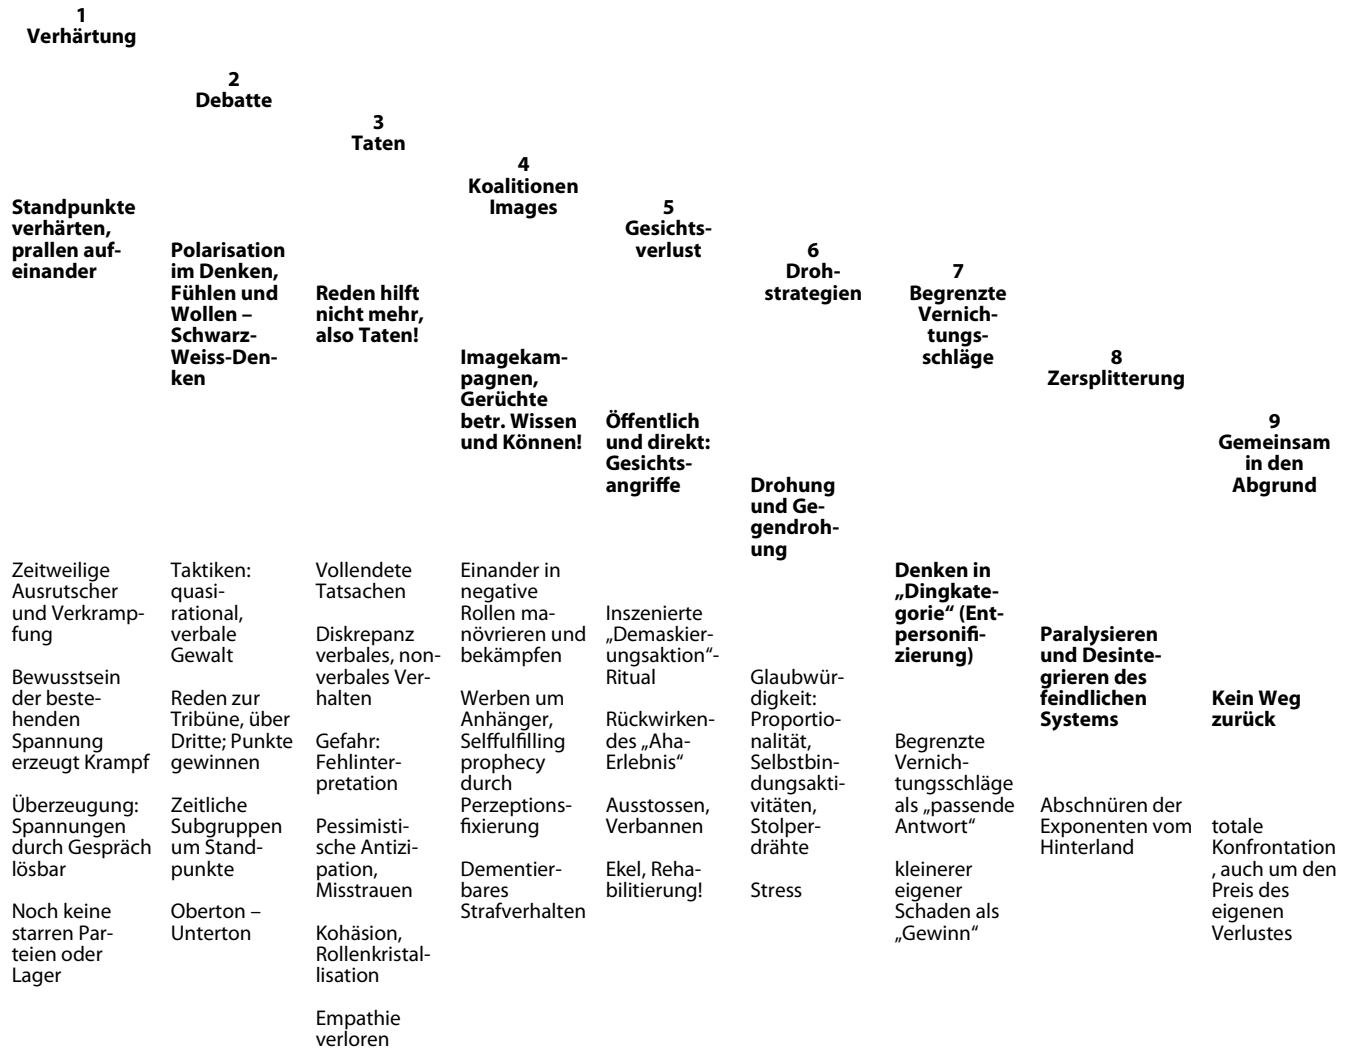 1
Verhärtung
Standpunkte
verhärten,
prallen auf-
einander
Zeitweilige
Ausrutscher
und Verkramp-
fung
Bewusstsein
der beste-
henden
Spannung
erzeugt Krampf
Überzeugung:
Spannungen
durch Gespräch
lösbar
Noch keine
starren Par-
teien oder
Lager
2
Debatte
Polarisation
im Denken,
Fühlen und
Wollen –
Schwarz-
Weiss-Den-
ken
Taktiken:
quasi-
rational,
verbale
Gewalt
Reden zur
Tribüne, über
Dritte; Punkte
gewinnen
Zeitliche
Subgruppen
um Stand-
punkte
Oberton –
Unterton
3
Taten
Reden hilft
nicht mehr,
also Taten!
Vollendete
Tatsachen
Diskrepanz
verbales, non-
verbales Ver-
halten
Gefahr:
Fehlinter-
pretation
Pessimisti-
sche Antizi-
pation,
Misstrauen
Kohäsion,
Rollenkristal-
lisation
Empathie
verloren
4
Koalitionen
Images
Imagekam-
pagnen,
Gerüchte
betr. Wissen
und Können!
Einander in
negative
Rollen ma-
növrieren und
bekämpfen
Werben um
Anhänger,
Selffulfilling
prophecy
durch
Perzeptions-
fixierung
Dementier-
bares
Strafverhalten
5
Gesichts-
verlust
Öffentlich
und direkt:
Gesichts-
angriffe
Inszenierte
„Demaskier-
ungsaktion“-
Ritual
Rückwirken-
des „Aha-
Erlebnis“
Ausstossen,
Verbannen
Ekel, Reha-
bilitierung!
6
Droh-
strategien
Drohung
und Ge-
gendroh-
ung
Glaubwür-
digkeit:
Proportio-
nalität,
Selbstbin-
dungsakti-
vitäten,
Stolper-
drähte
Stress
7
Begrenzte
Vernich-
tungs-
schläge
Denken in
„Dingkate-
gorie“ (Ent-
personifi-
zierung)
Begrenzte
Vernich-
tungsschläge
als „passende
Antwort“
kleinerer
eigener
Schaden als
„Gewinn“
8
Zersplitterung
Paralysieren
und Desinte-
grieren des
feindlichen
Systems
Abschnüren der
Exponenten vom
Hinterland
9
Gemeinsam
in den
Abgrund
Kein Weg
zurück
totale
Konfrontation
, auch um den
Preis des
eigenen
Verlustes